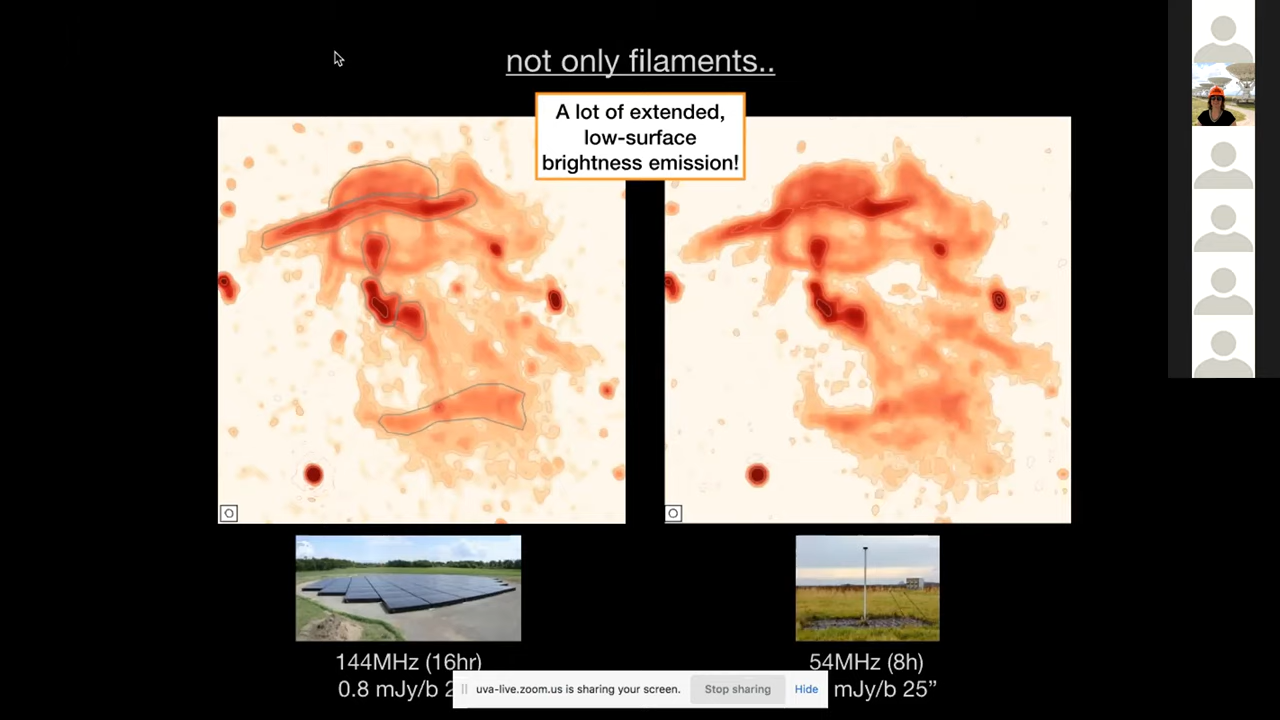 not only filaments..
A lot of extended,
low-surface
brightness emission!
144MHz (16hr)
0.8 mJy/b
54MHz (8h)
mJy/b 25”
uva-live.zoom.us is sharing your screen.
Stop sharing
Hide